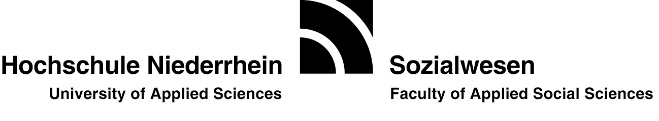 Hochschule Niederrhein
University of Applied Sciences
Sozialwesen
Faculty of Applied Social Sciences